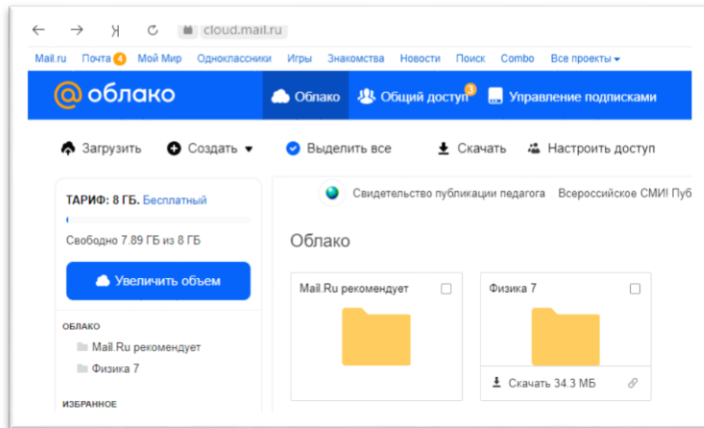 cloud.mail.ru
Mail.ru Почта 4 Мой Мир Одноклассники Игры Знакомства Новости Поиск Combo Все проекты
облако Облако Общий доступ 3 Управление подписками
Загрузить Создать Выделить все Скачать Настроить доступ
Свидетельство публикации педагога Всероссийское СМИ! Пуб
ТАРИФ: 8 ГБ. Бесплатный
Свободно 7.89 ГБ из 8 ГБ
Увеличить объем
ОБЛАКО
Mail.Ru рекомендует
Физика 7
ИЗБРАННОЕ
Облако
Mail.Ru рекомендует
Физика 7
Скачать 34.3 МБ